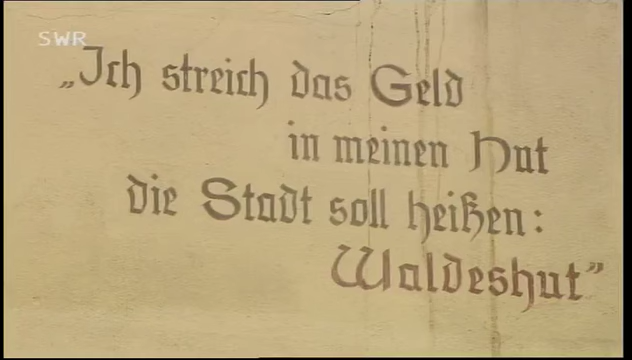 SWR
„Ich streich das Geld
in meinen Hut
die Stadt soll heißen:
Waldeshut”